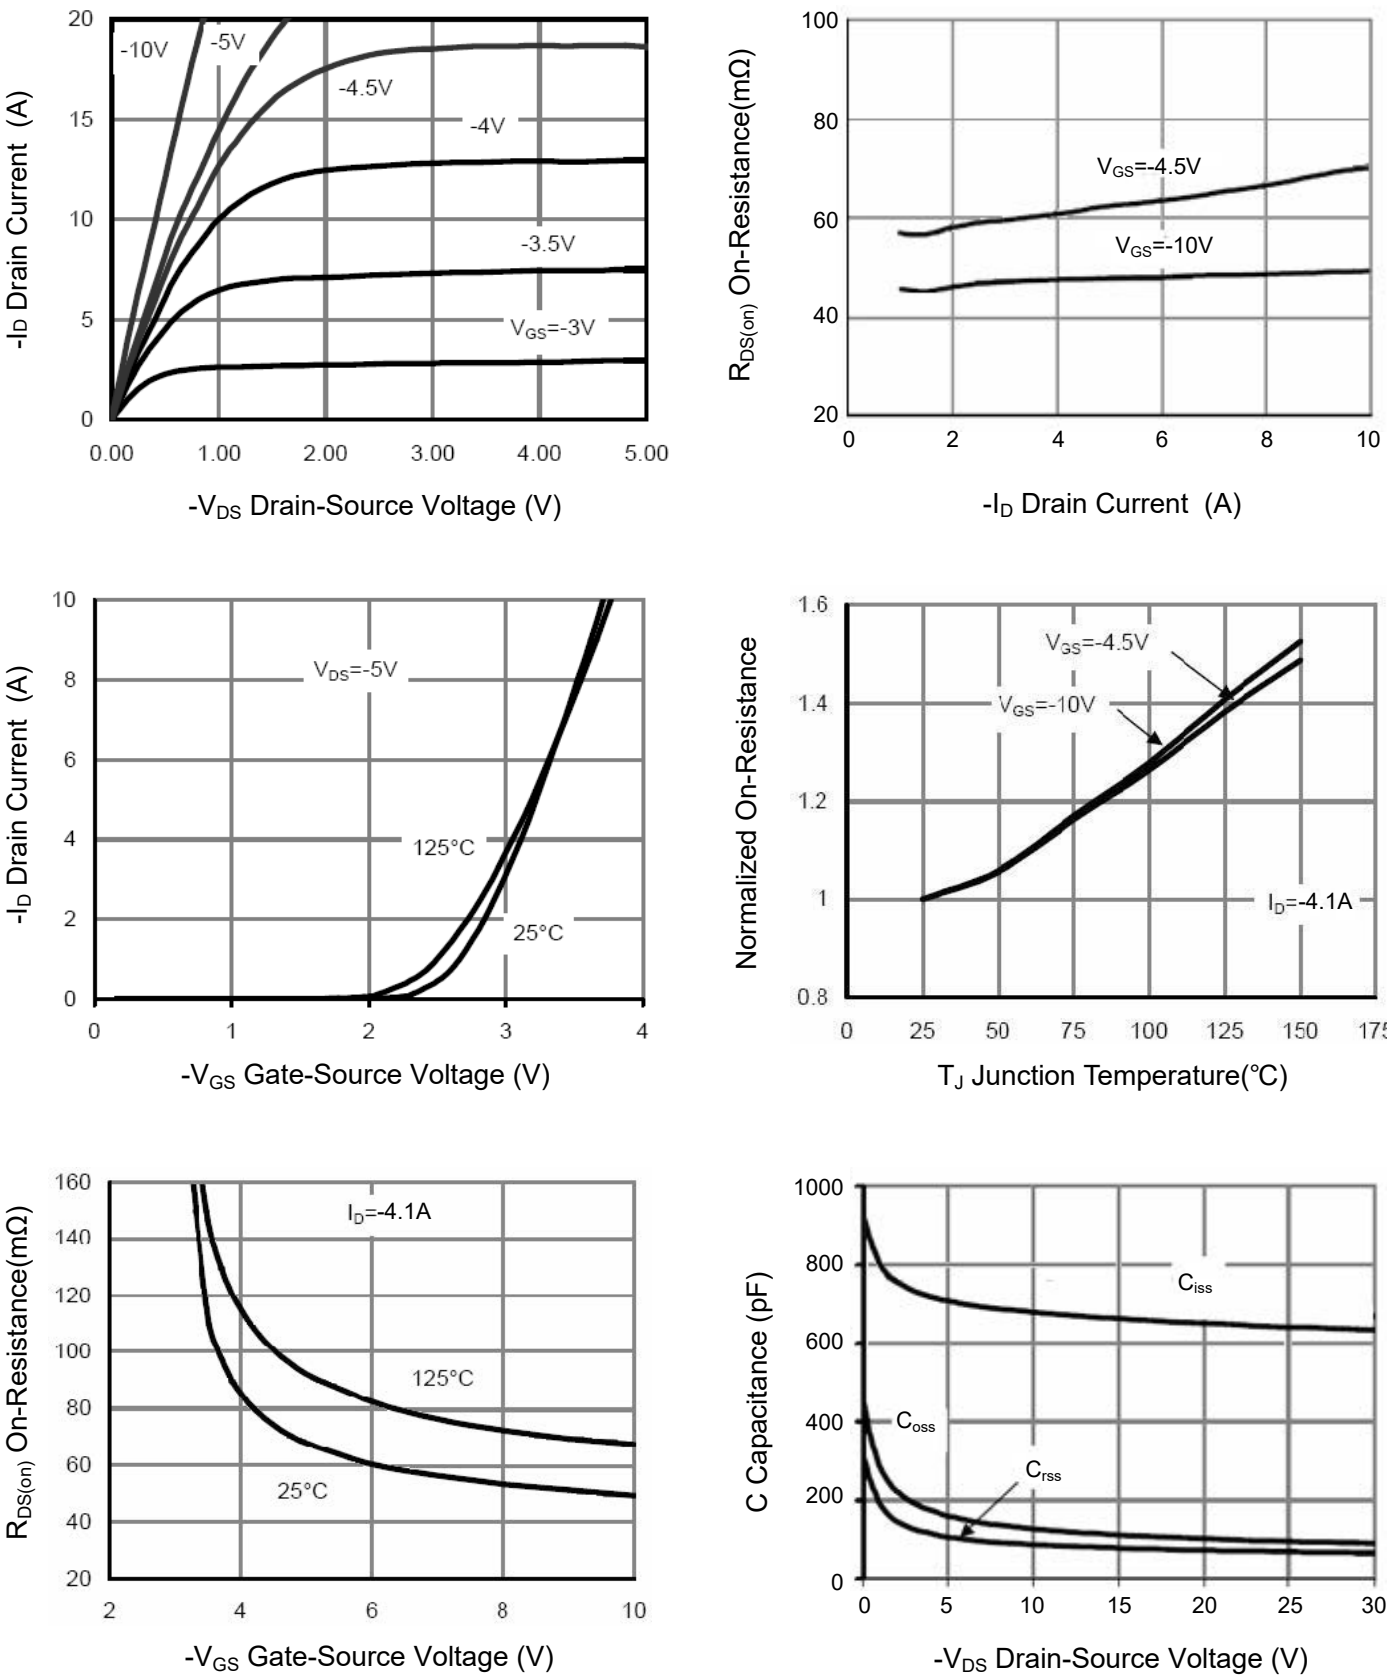 20
15
10
5
0
-10V
-5V
-4.5V
-4V
-3.5V
VGS=-3V
0.00 1.00 2.00 3.00 4.00 5.00
-ID Drain Current (A)
-VDS Drain-Source Voltage (V)
100
80
60
40
20
VGS=-4.5V
VGS=-10V
0 2 4 6 8 10
RDS(on) On-Resistance(mΩ)
-ID Drain Current (A)
10
8
6
4
2
0
VDS=-5V
125°C
25°C
0 1 2 3 4
-ID Drain Current (A)
-VGS Gate-Source Voltage (V)
1.6
1.4
1.2
1
0.8
VGS=-4.5V
VGS=-10V
ID=-4.1A
0 25 50 75 100 125 150 175
Normalized On-Resistance
TJ Junction Temperature(℃)
160
140
120
100
80
60
40
20
ID=-4.1A
125°C
25°C
2 4 6 8 10
RDS(on) On-Resistance(mΩ)
-VGS Gate-Source Voltage (V)
1000
800
600
400
200
0
Ciss
Coss
Crss
0 5 10 15 20 25 30
C Capacitance (pF)
-VDS Drain-Source Voltage (V)